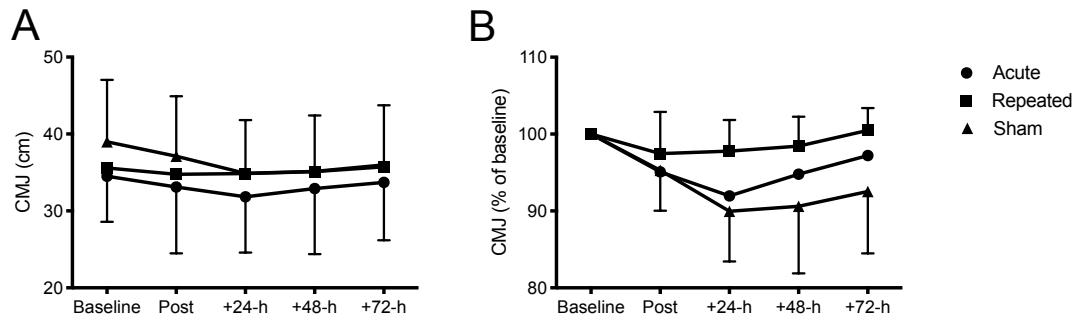 A
CMJ (cm)
50
40
30
20
Baseline Post +24-h +48-h +72-h
B
CMJ (% of baseline)
110
100
90
80
Baseline Post +24-h +48-h +72-h
Acute
Repeated
Sham